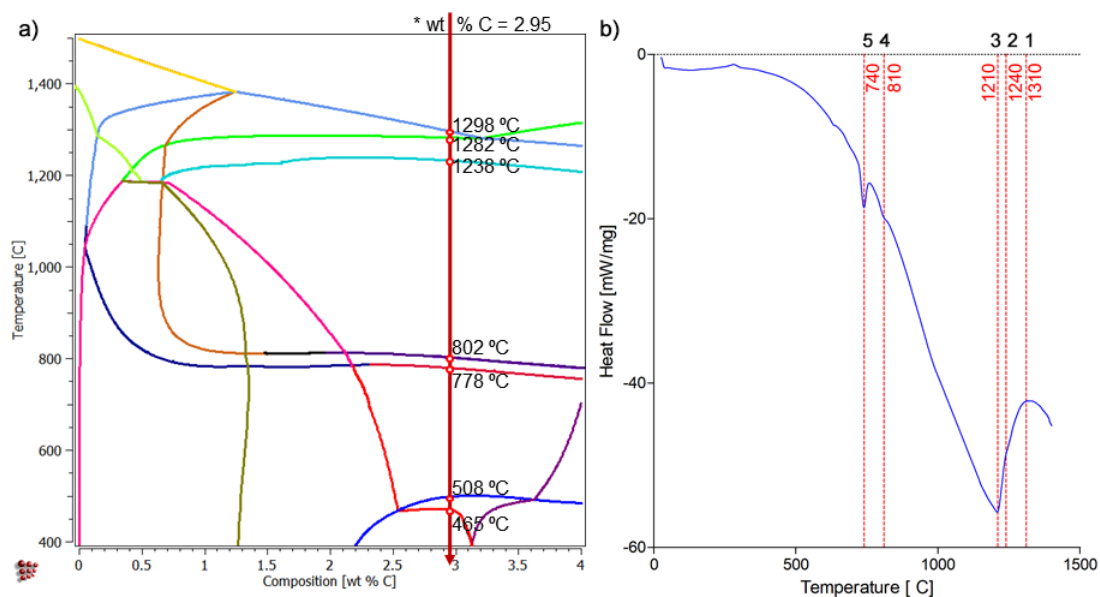 a)
* wt % C = 2.95
1,400
1,200
1,000
800
600
400
Temperature [C]
1298 ºC
1282 ºC
1238 ºC
802 ºC
778 ºC
508 ºC
465 ºC
0 0.5 1 1.5 2 2.5 3 3.5 4
Composition [wt % C]
b)
5 4 3 2 1
740 810 1210 1240 1310
0
-20
-40
-60
Heat Flow [mW/mg]
0 500 1000 1500
Temperature [ C]